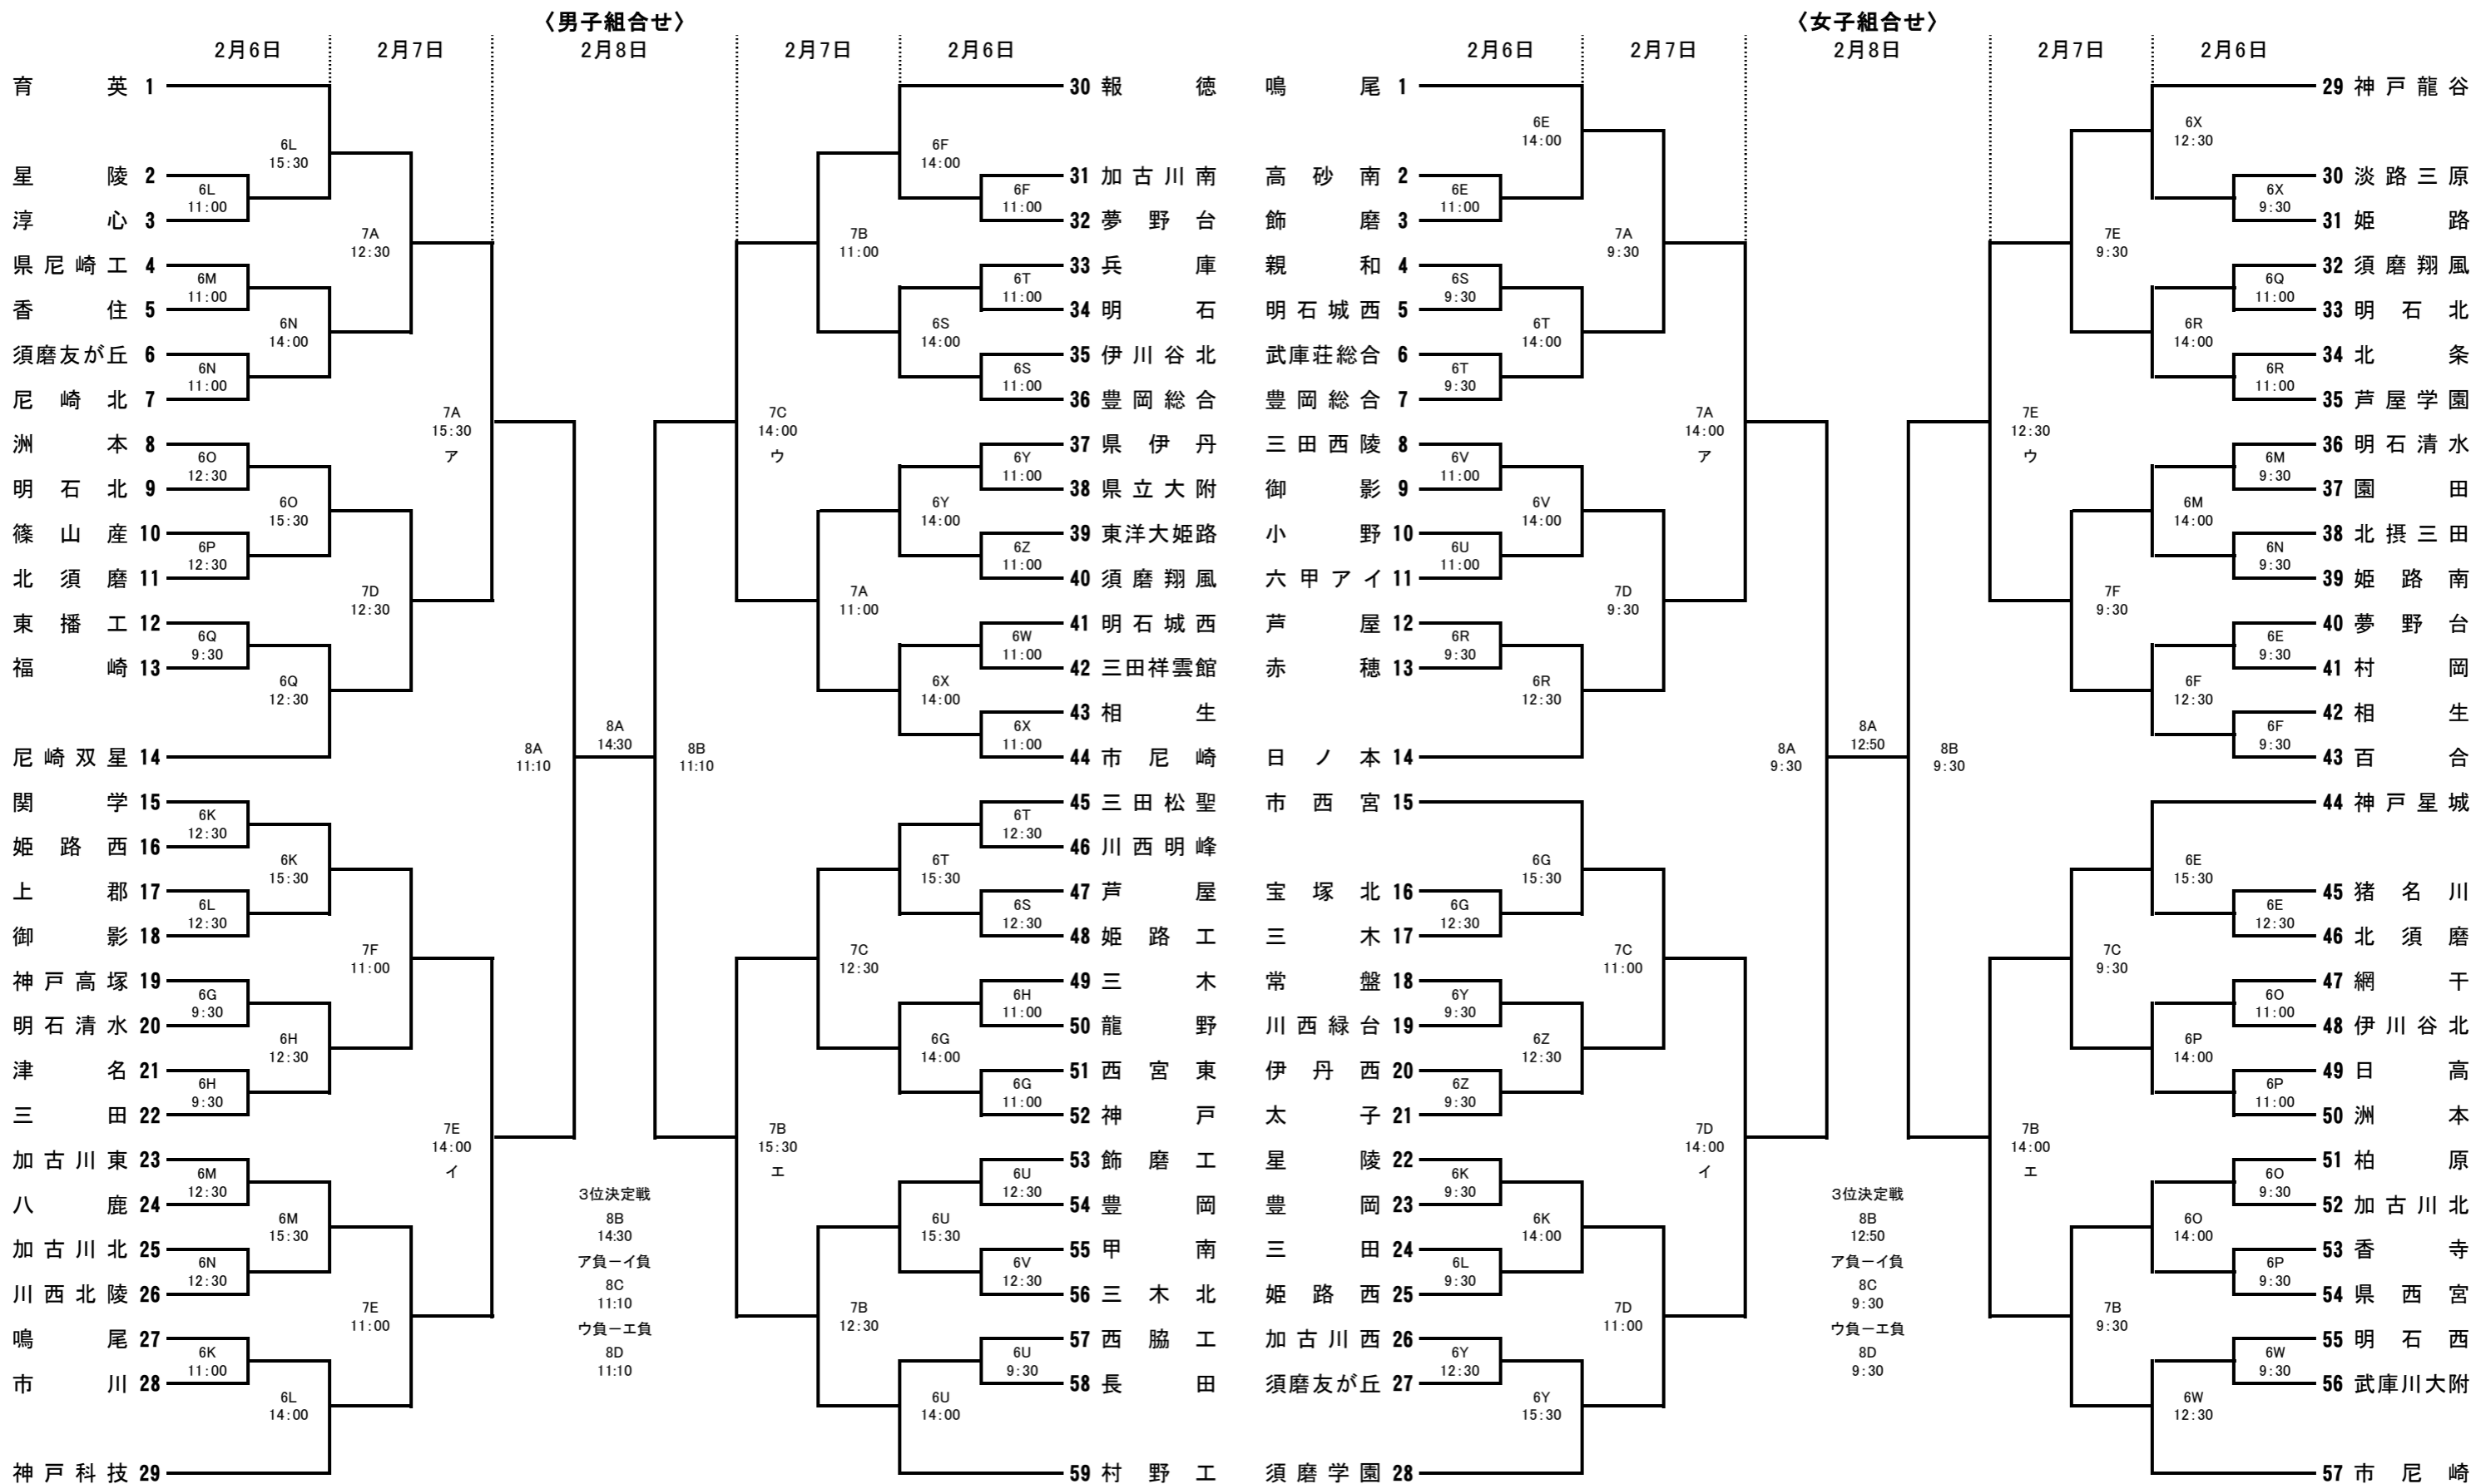 〈男子組合せ〉
2月6日
2月7日
2月8日
2月7日
2月6日
育英 1
星陵 2
淳心 3
県尼崎工 4
香住 5
須磨友が丘 6
尼崎北 7
洲本 8
明石北 9
篠山産 10
北須磨 11
東播工 12
福崎 13
尼崎双星 14
関学 15
姫路西 16
上郡 17
御影 18
神戸高塚 19
明石清水 20
津名 21
三田 22
加古川東 23
八鹿 24
加古川北 25
川西北陵 26
鳴尾 27
市川 28
神戸科技 29
6L
11:00
6M
11:00
6N
11:00
6O
12:30
6P
12:30
6Q
9:30
6K
12:30
6L
12:30
6G
9:30
6H
9:30
6M
12:30
6N
12:30
6K
11:00
6L
15:30
6N
14:00
6O
15:30
6Q
12:30
6K
15:30
6H
12:30
6M
15:30
6L
14:00
7A
12:30
7D
12:30
7F
11:00
7E
11:00
7A
15:30
ア
7E
14:00
イ
8A
11:10
8A
14:30
8B
11:10
3位決定戦
8B
14:30
ア負－イ負
8C
11:10
ウ負－エ負
8D
11:10
7C
14:00
ウ
7B
15:30
エ
7B
11:00
7A
11:00
7C
12:30
7B
12:30
6F
14:00
6S
14:00
6Y
14:00
6X
14:00
6T
15:30
6G
14:00
6U
15:30
6U
14:00
6F
11:00
6T
11:00
6S
11:00
6Y
11:00
6Z
11:00
6W
11:00
6X
11:00
6T
12:30
6S
12:30
6H
11:00
6G
11:00
6U
12:30
6V
12:30
6U
9:30
30 報徳
31 加古川南
32 夢野台
33 兵庫
34 明石
35 伊川谷北
36 豊岡総合
37 県伊丹
38 県立大附
39 東洋大姫路
40 須磨翔風
41 明石城西
42 三田祥雲館
43 相生
44 市尼崎
45 三田松聖
46 川西明峰
47 芦屋
48 姫路工
49 三木
50 龍野
51 西宮東
52 神戸
53 飾磨工
54 豊岡
55 甲南
56 三木北
57 西脇工
58 長田
59 村野工
〈女子組合せ〉
2月6日
2月7日
2月8日
2月7日
2月6日
鳴尾 1
高砂南 2
飾磨 3
親和 4
明石城西 5
武庫荘総合 6
豊岡総合 7
三田西陵 8
御影 9
小野 10
六甲アイ 11
芦屋 12
赤穂 13
日ノ本 14
市西宮 15
宝塚北 16
三木 17
常盤 18
川西緑台 19
伊丹西 20
太子 21
星陵 22
豊岡 23
三田 24
姫路西 25
加古川西 26
須磨友が丘 27
須磨学園 28
6E
11:00
6S
9:30
6T
9:30
6V
11:00
6U
11:00
6R
9:30
6G
12:30
6Y
9:30
6Z
9:30
6K
9:30
6L
9:30
6Y
12:30
6E
14:00
6T
14:00
6V
14:00
6R
12:30
6G
15:30
6Z
12:30
6K
14:00
6Y
15:30
7A
9:30
7D
9:30
7C
11:00
7D
11:00
7A
14:00
ア
7D
14:00
イ
8A
9:30
8A
12:50
8B
9:30
3位決定戦
8B
12:50
ア負－イ負
8C
9:30
ウ負－エ負
8D
9:30
7E
12:30
ウ
7B
14:00
エ
7E
9:30
7F
9:30
7C
9:30
7B
9:30
6X
12:30
6R
14:00
6M
14:00
6F
12:30
6E
15:30
6P
14:00
6O
14:00
6W
12:30
6X
9:30
6Q
11:00
6R
11:00
6M
9:30
6N
9:30
6E
9:30
6F
9:30
6E
12:30
6O
11:00
6P
11:00
6O
9:30
6P
9:30
6W
9:30
29 神戸龍谷
30 淡路三原
31 姫路
32 須磨翔風
33 明石北
34 北条
35 芦屋学園
36 明石清水
37 園田
38 北摂三田
39 姫路南
40 夢野台
41 村岡
42 相生
43 百合
44 神戸星城
45 猪名川
46 北須磨
47 網干
48 伊川谷北
49 日高
50 洲本
51 柏原
52 加古川北
53 香寺
54 県西宮
55 明石西
56 武庫川大附
57 市尼崎